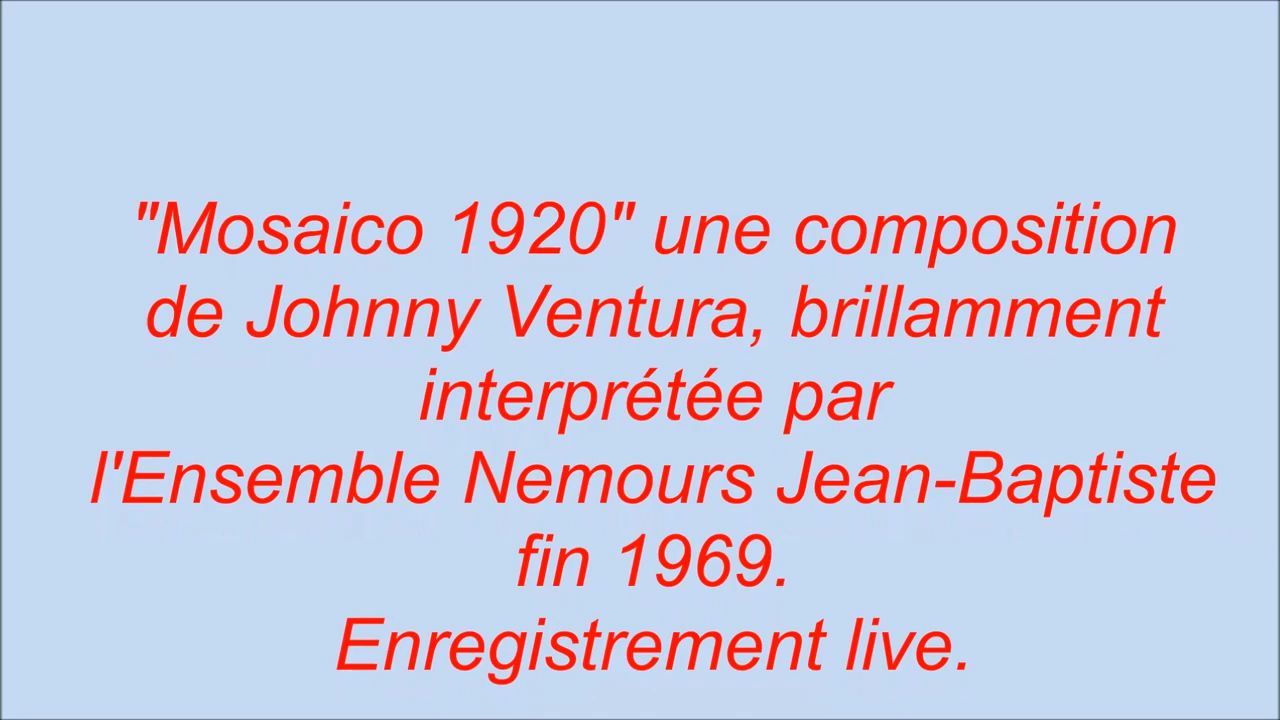 "Mosaico 1920" une composition
de Johnny Ventura, brillamment
interprétée par
l'Ensemble Nemours Jean-Baptiste
fin 1969.
Enregistrement live.